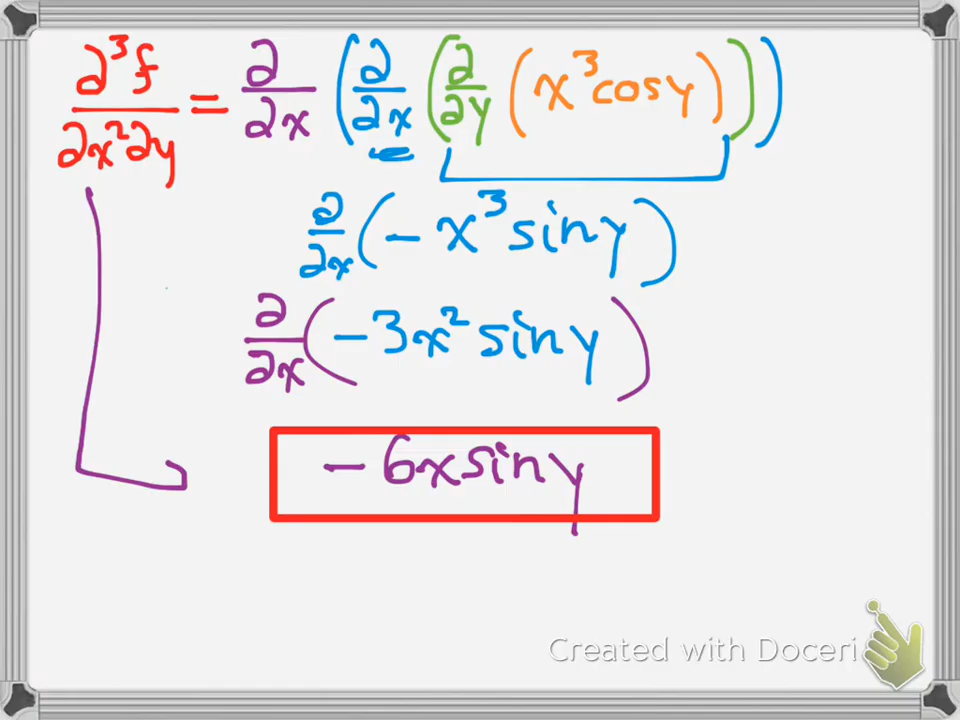 ∂³f/∂x²∂y = ∂/∂x (∂/∂x (∂/∂y (x³cosy)))
∂/∂x (-x³siny)
∂/∂x (-3x²siny)
-6xsiny
Created with Doceri